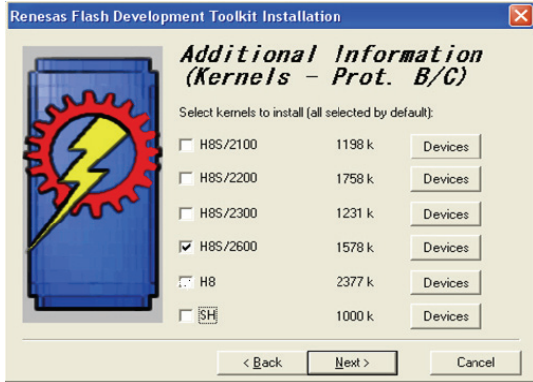 Renesas Flash Development Toolkit Installation
Additional Information
(Kernels - Prot. B/C)
Select kernels to install (all selected by default):
H8S/2100 1198 k Devices
H8S/2200 1758 k Devices
H8S/2300 1231 k Devices
H8S/2600 1578 k Devices
H8 2377 k Devices
SH 1000 k Devices
< Back Next > Cancel